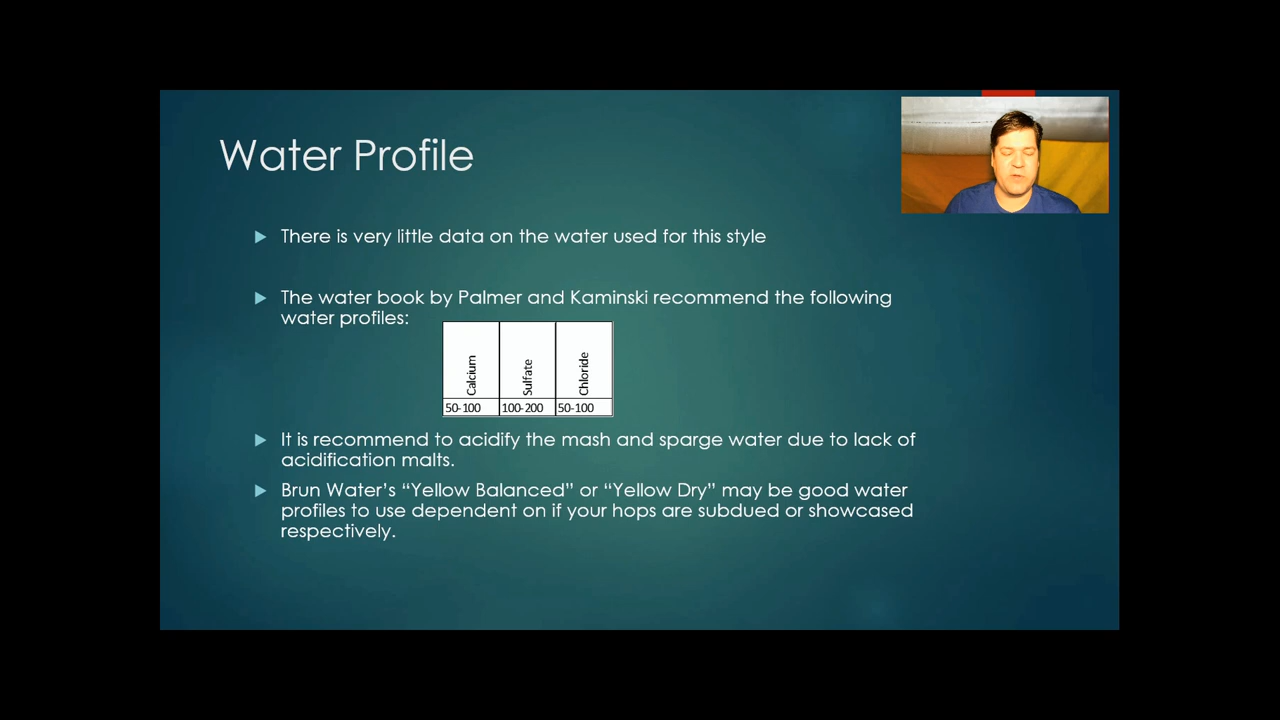 Water Profile
There is very little data on the water used for this style
The water book by Palmer and Kaminski recommend the following
water profiles:
Calcium Sulfate Chloride
50-100 100-200 50-100
It is recommend to acidify the mash and sparge water due to lack of
acidification malts.
Brun Water's “Yellow Balanced” or “Yellow Dry” may be good water
profiles to use dependent on if your hops are subdued or showcased
respectively.